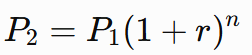 P₂ = P₁(1 + r)ⁿ